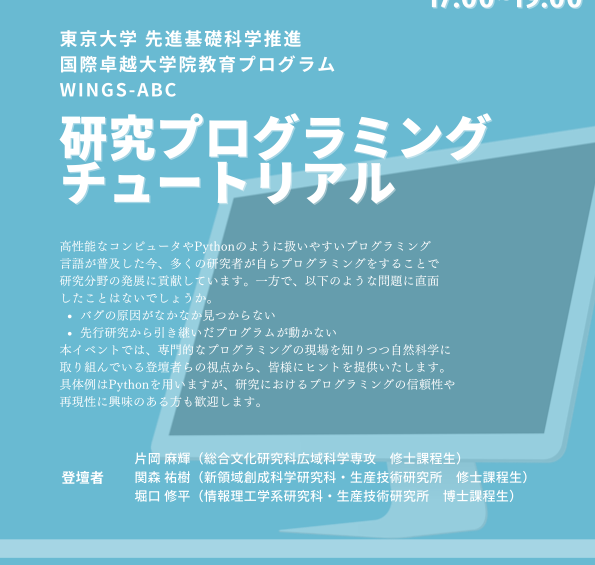 17:00~19:00
東京大学 先進基礎科学推進
国際卓越大学院教育プログラム
WINGS-ABC
研究プログラミング
チュートリアル
高性能なコンピュータやPythonのように扱いやすいプログラミング
言語が普及した今、多くの研究者が自らプログラミングをすることで
研究分野の発展に貢献しています。一方で、以下のような問題に直面
したことはないでしょうか。
• バグの原因がなかなか見つからない
• 先行研究から引き継いだプログラムが動かない
本イベントでは、専門的なプログラミングの現場を知りつつ自然科学に
取り組んでいる登壇者らの視点から、皆様にヒントを提供いたします。
具体例はPythonを用いますが、研究におけるプログラミングの信頼性や
再現性に興味のある方も歓迎します。
片岡 麻輝（総合文化研究科広域科学専攻 修士課程生）
登壇者 関森 祐樹（新領域創成科学研究科・生産技術研究所 修士課程生）
堀口 修平（情報理工学系研究科・生産技術研究所 博士課程生）